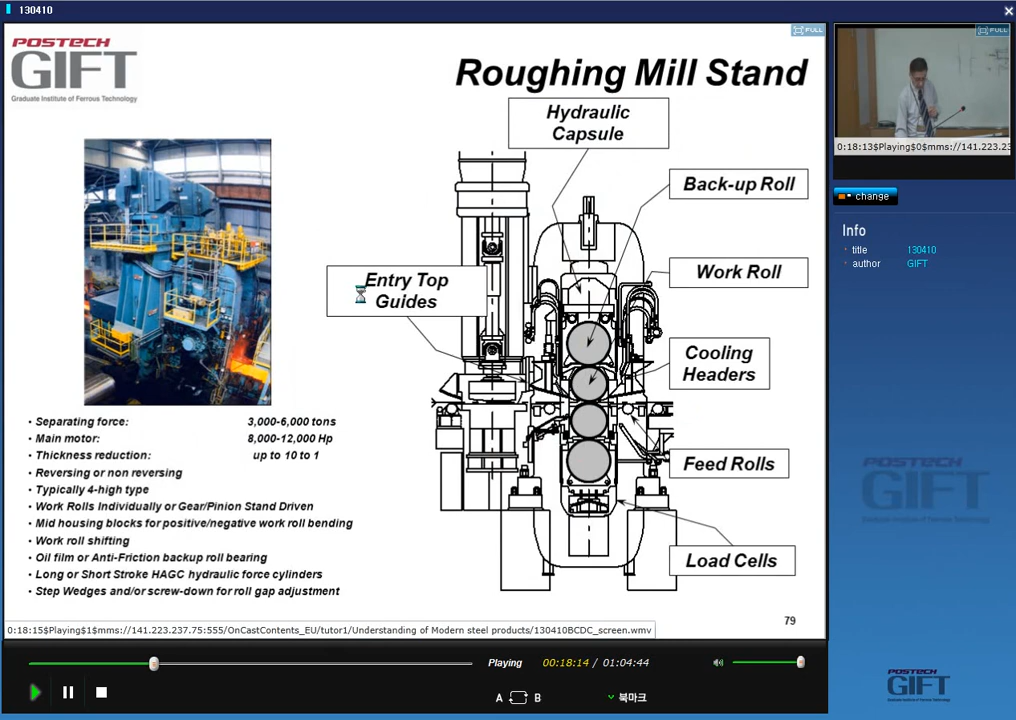 130410
POSTECH
GIFT
Graduate Institute of Ferrous Technology
FULL
Roughing Mill Stand
Hydraulic
Capsule
Back-up Roll
Work Roll
Entry Top
Guides
Cooling
Headers
Feed Rolls
Load Cells
• Separating force: 3,000-6,000 tons
• Main motor: 8,000-12,000 Hp
• Thickness reduction: up to 10 to 1
• Reversing or non reversing
• Typically 4-high type
• Work Rolls Individually or Gear/Pinion Stand Driven
• Mid housing blocks for positive/negative work roll bending
• Work roll shifting
• Oil film or Anti-Friction backup roll bearing
• Long or Short Stroke HAGC hydraulic force cylinders
• Step Wedges and/or screw-down for roll gap adjustment
79
0:18:15$Playing$1$mms://141.223.237.75:555/OnCastContents_EU/tutor1/Understanding of Modern steel products/130410BCDC_screen.wmv
Playing 00:18:14 / 01:04:44
A B 북마크
FULL
0:18:13$Playing$0$mms://141.223.23
change
Info
title 130410
author GIFT
POSTECH
GIFT
POSTECH
GIFT